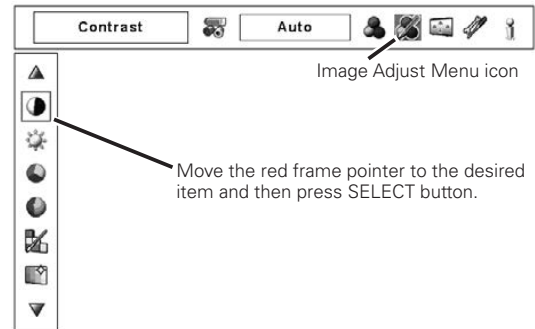 Contrast
Auto
Image Adjust Menu icon
Move the red frame pointer to the desired
item and then press SELECT button.